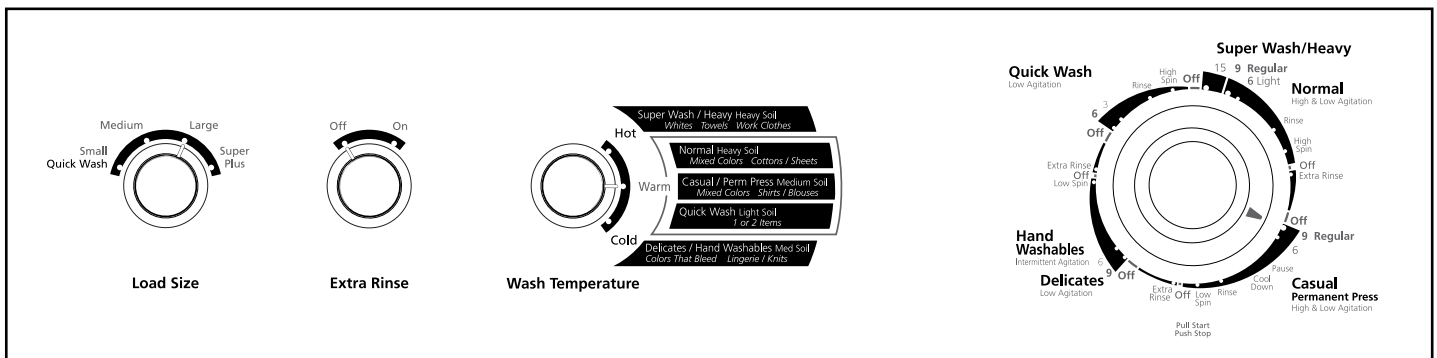 Small
Quick Wash
Medium
Large
Super
Plus
Load Size
Off
On
Extra Rinse
Hot
Warm
Cold
Wash Temperature
Super Wash / Heavy Heavy Soil
Whites Towels Work Clothes
Normal Heavy Soil
Mixed Colors Cottons / Sheets
Casual / Perm Press Medium Soil
Mixed Colors Shirts / Blouses
Quick Wash Light Soil
1 or 2 Items
Delicates / Hand Washables Med Soil
Colors That Bleed Lingerie / Knits
Super Wash/Heavy
15 9 Regular
6 Light
Normal
High & Low Agitation
Rinse
High
Spin
Off
Extra Rinse
Off
9 Regular
6
Pause
Casual
Permanent Press
High & Low Agitation
Cool
Down
Rinse
Low
Spin
Off
Extra
Rinse
Pull Start
Push Stop
Off
9
6
Hand
Washables
Intermittent Agitation
Delicates
Low Agitation
Low Spin
Off
Extra Rinse
Off
6
3
Quick Wash
Low Agitation
Rinse
High
Spin
Off